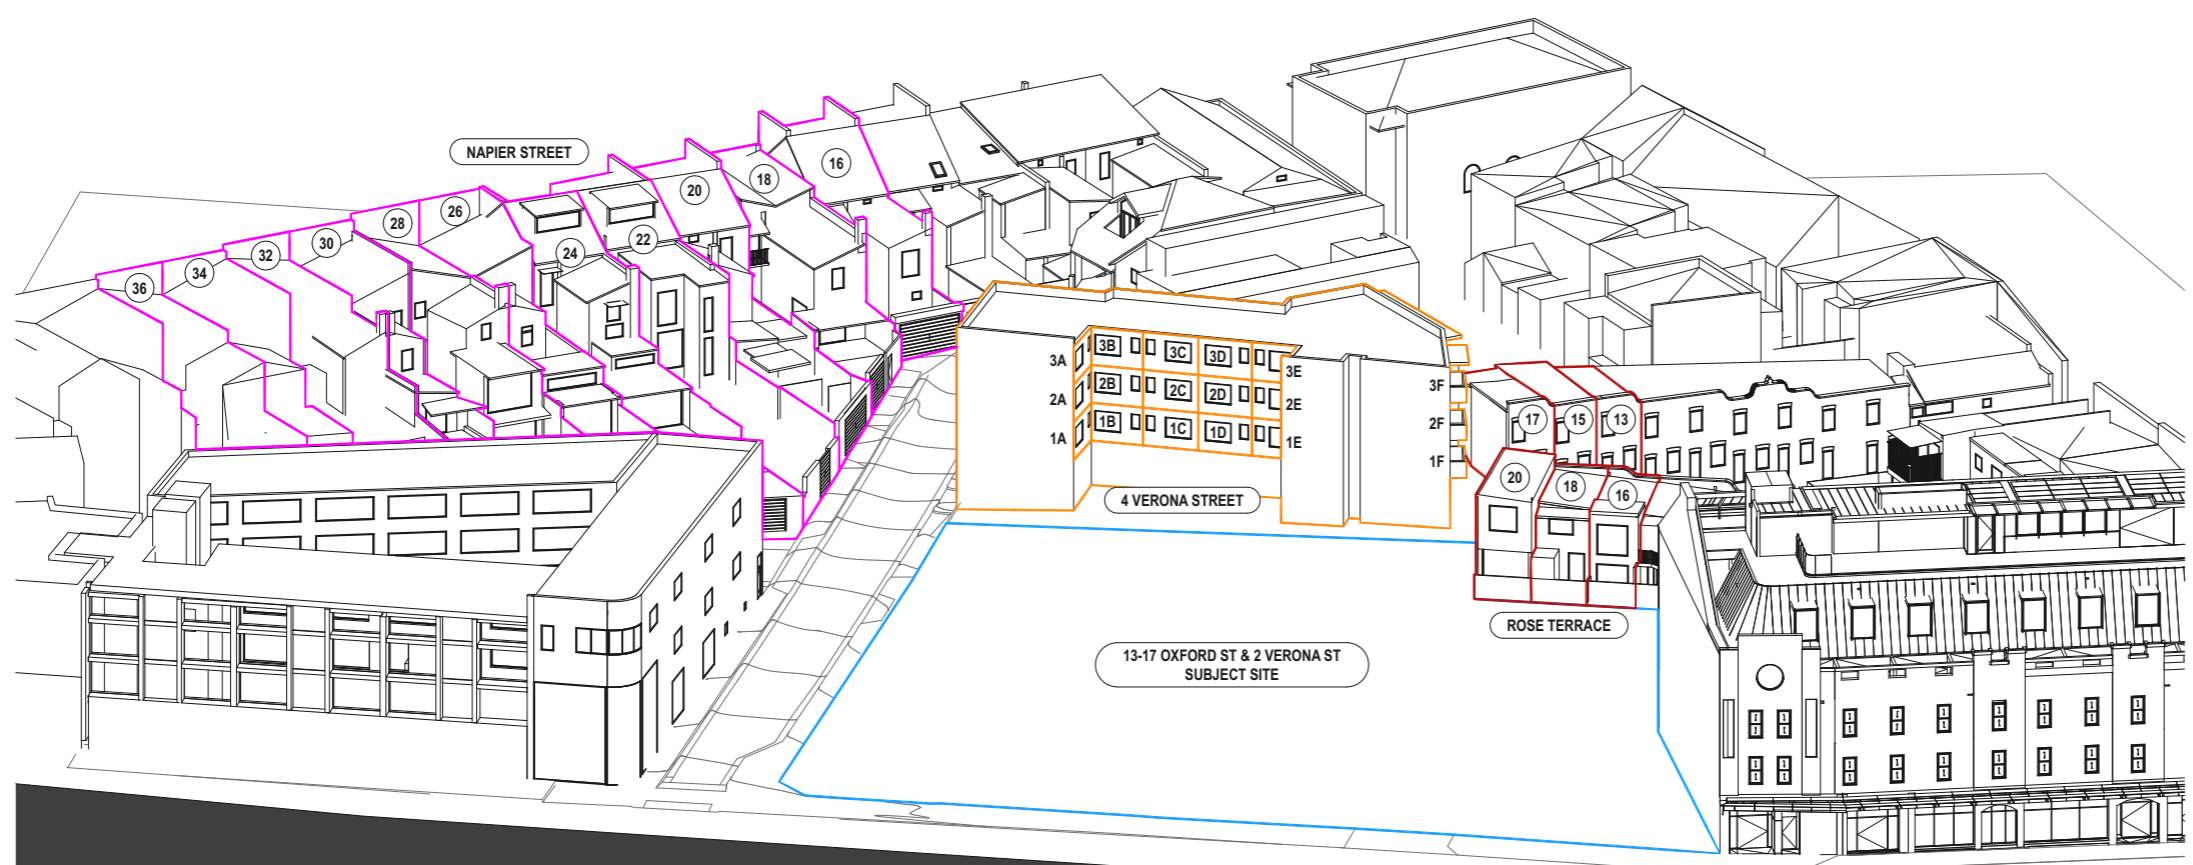 NAPIER STREET
16
18
20
22
24
26
28
30
32
34
36
3A
3B
3C
3D
3E
3F
2A
2B
2C
2D
2E
2F
1A
1B
1C
1D
1E
1F
4 VERONA STREET
17
15
13
20
18
16
ROSE TERRACE
13-17 OXFORD ST & 2 VERONA ST
SUBJECT SITE